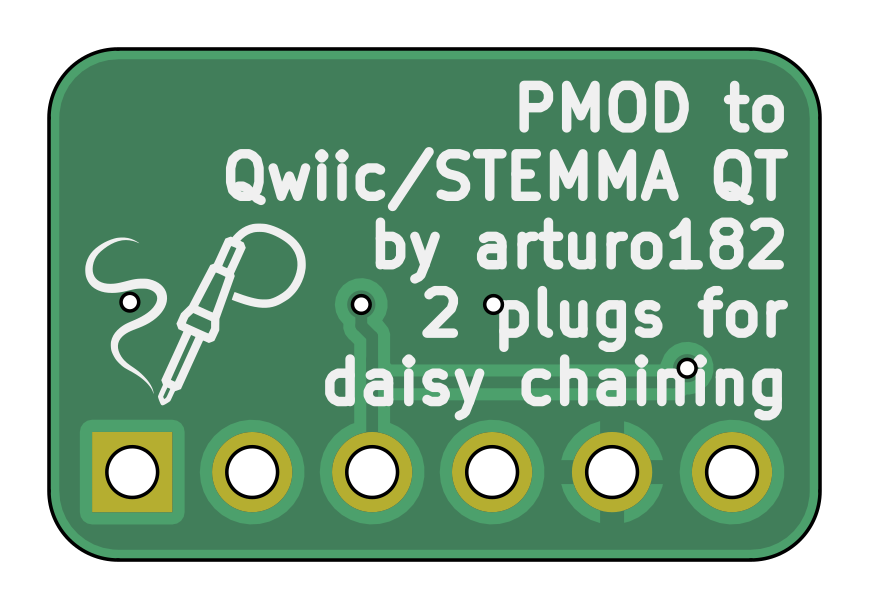 PMOD to
Qwiic/STEMMA QT
by arturo182
2 plugs for
daisy chaining